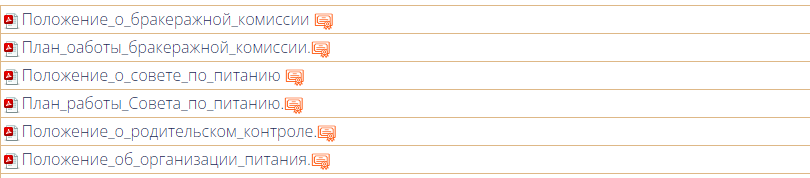 Положение_о_бракеражной_комиссии
План_оаботы_бракеражной_комиссии.
Положение_о_совете_по_питанию
План_работы_Совета_по_питанию.
Положение_о_родительском_контроле.
Положение_об_организации_питания.